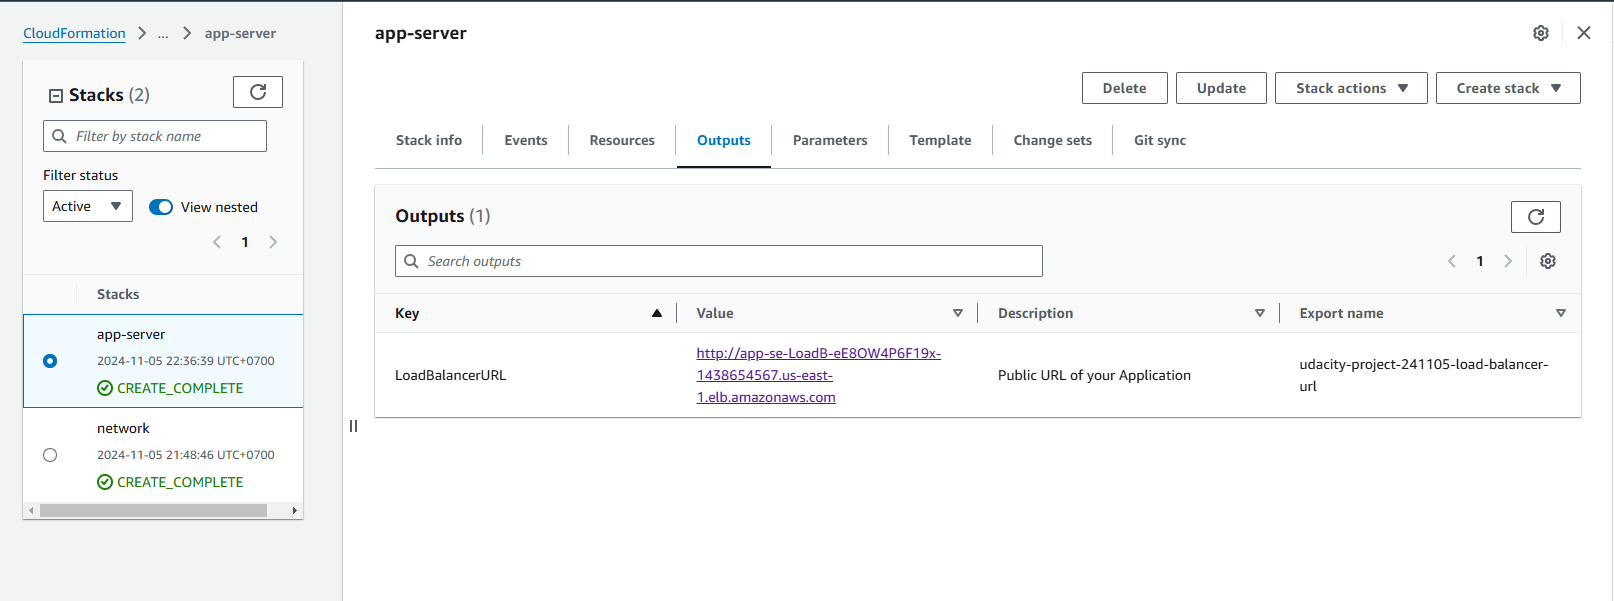 CloudFormation > ... > app-server
Stacks (2)
Filter by stack name
Filter status
Active
View nested
1
Stacks
app-server
2024-11-05 22:36:39 UTC+0700
CREATE_COMPLETE
network
2024-11-05 21:48:46 UTC+0700
CREATE_COMPLETE
app-server
Delete
Update
Stack actions
Create stack
Stack info
Events
Resources
Outputs
Parameters
Template
Change sets
Git sync
Outputs (1)
Search outputs
1
Key
Value
Description
Export name
LoadBalancerURL
http://app-se-LoadB-eE8OW4P6F19x-
1438654567.us-east-
1.elb.amazonaws.com
Public URL of your Application
udacity-project-241105-load-balancer-
url